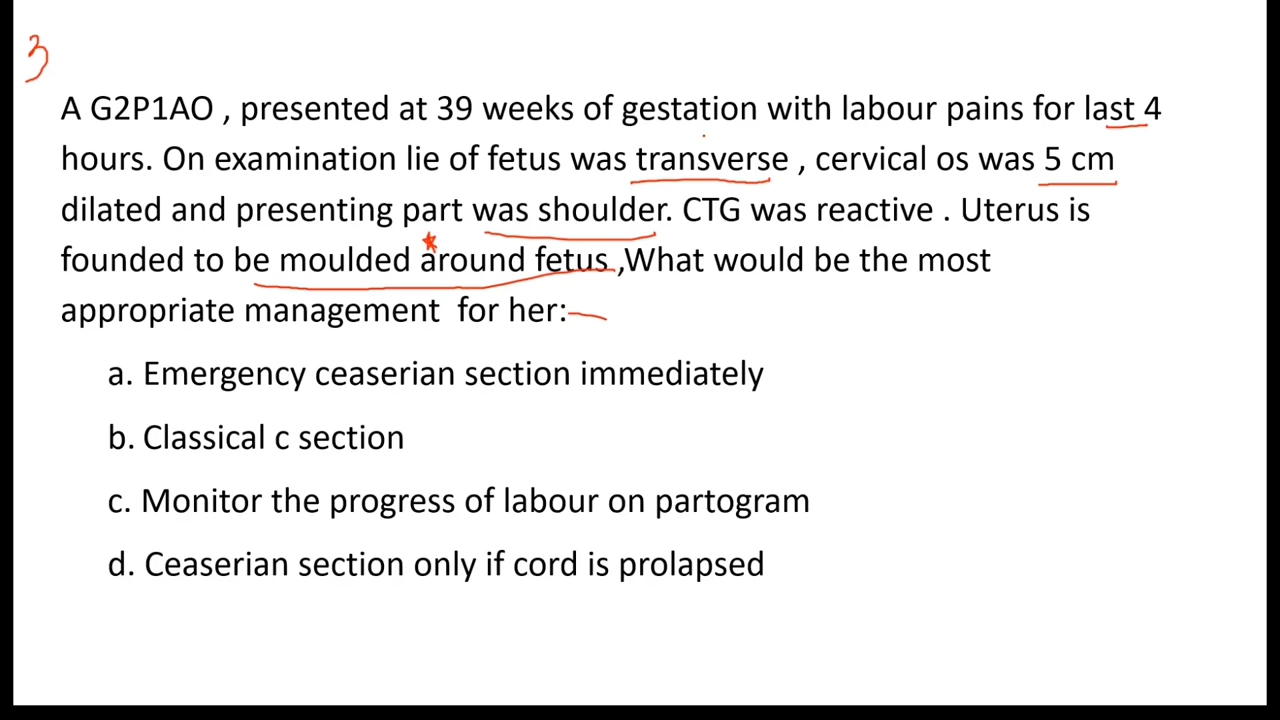 3
A G2P1AO , presented at 39 weeks of gestation with labour pains for last 4
hours. On examination lie of fetus was transverse , cervical os was 5 cm
dilated and presenting part was shoulder. CTG was reactive . Uterus is
founded to be moulded around fetus ,What would be the most
appropriate management for her:
a. Emergency ceaserian section immediately
b. Classical c section
c. Monitor the progress of labour on partogram
d. Ceaserian section only if cord is prolapsed